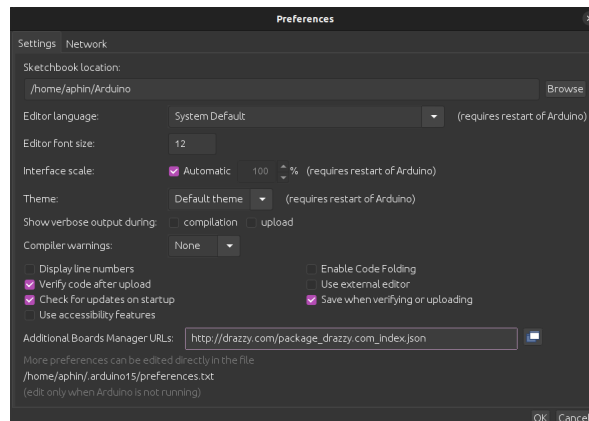 Preferences
Settings Network
Sketchbook location:
/home/aphin/Arduino Browse
Editor language: System Default (requires restart of Arduino)
Editor font size: 12
Interface scale: Automatic 100 % (requires restart of Arduino)
Theme: Default theme (requires restart of Arduino)
Show verbose output during: compilation upload
Compiler warnings: None
Display line numbers Enable Code Folding
Verify code after upload Use external editor
Check for updates on startup Save when verifying or uploading
Use accessibility features
Additional Boards Manager URLs: http://drazzy.com/package_drazzy.com_index.json
More preferences can be edited directly in the file
/home/aphin/.arduino15/preferences.txt
(edit only when Arduino is not running)
OK Cancel